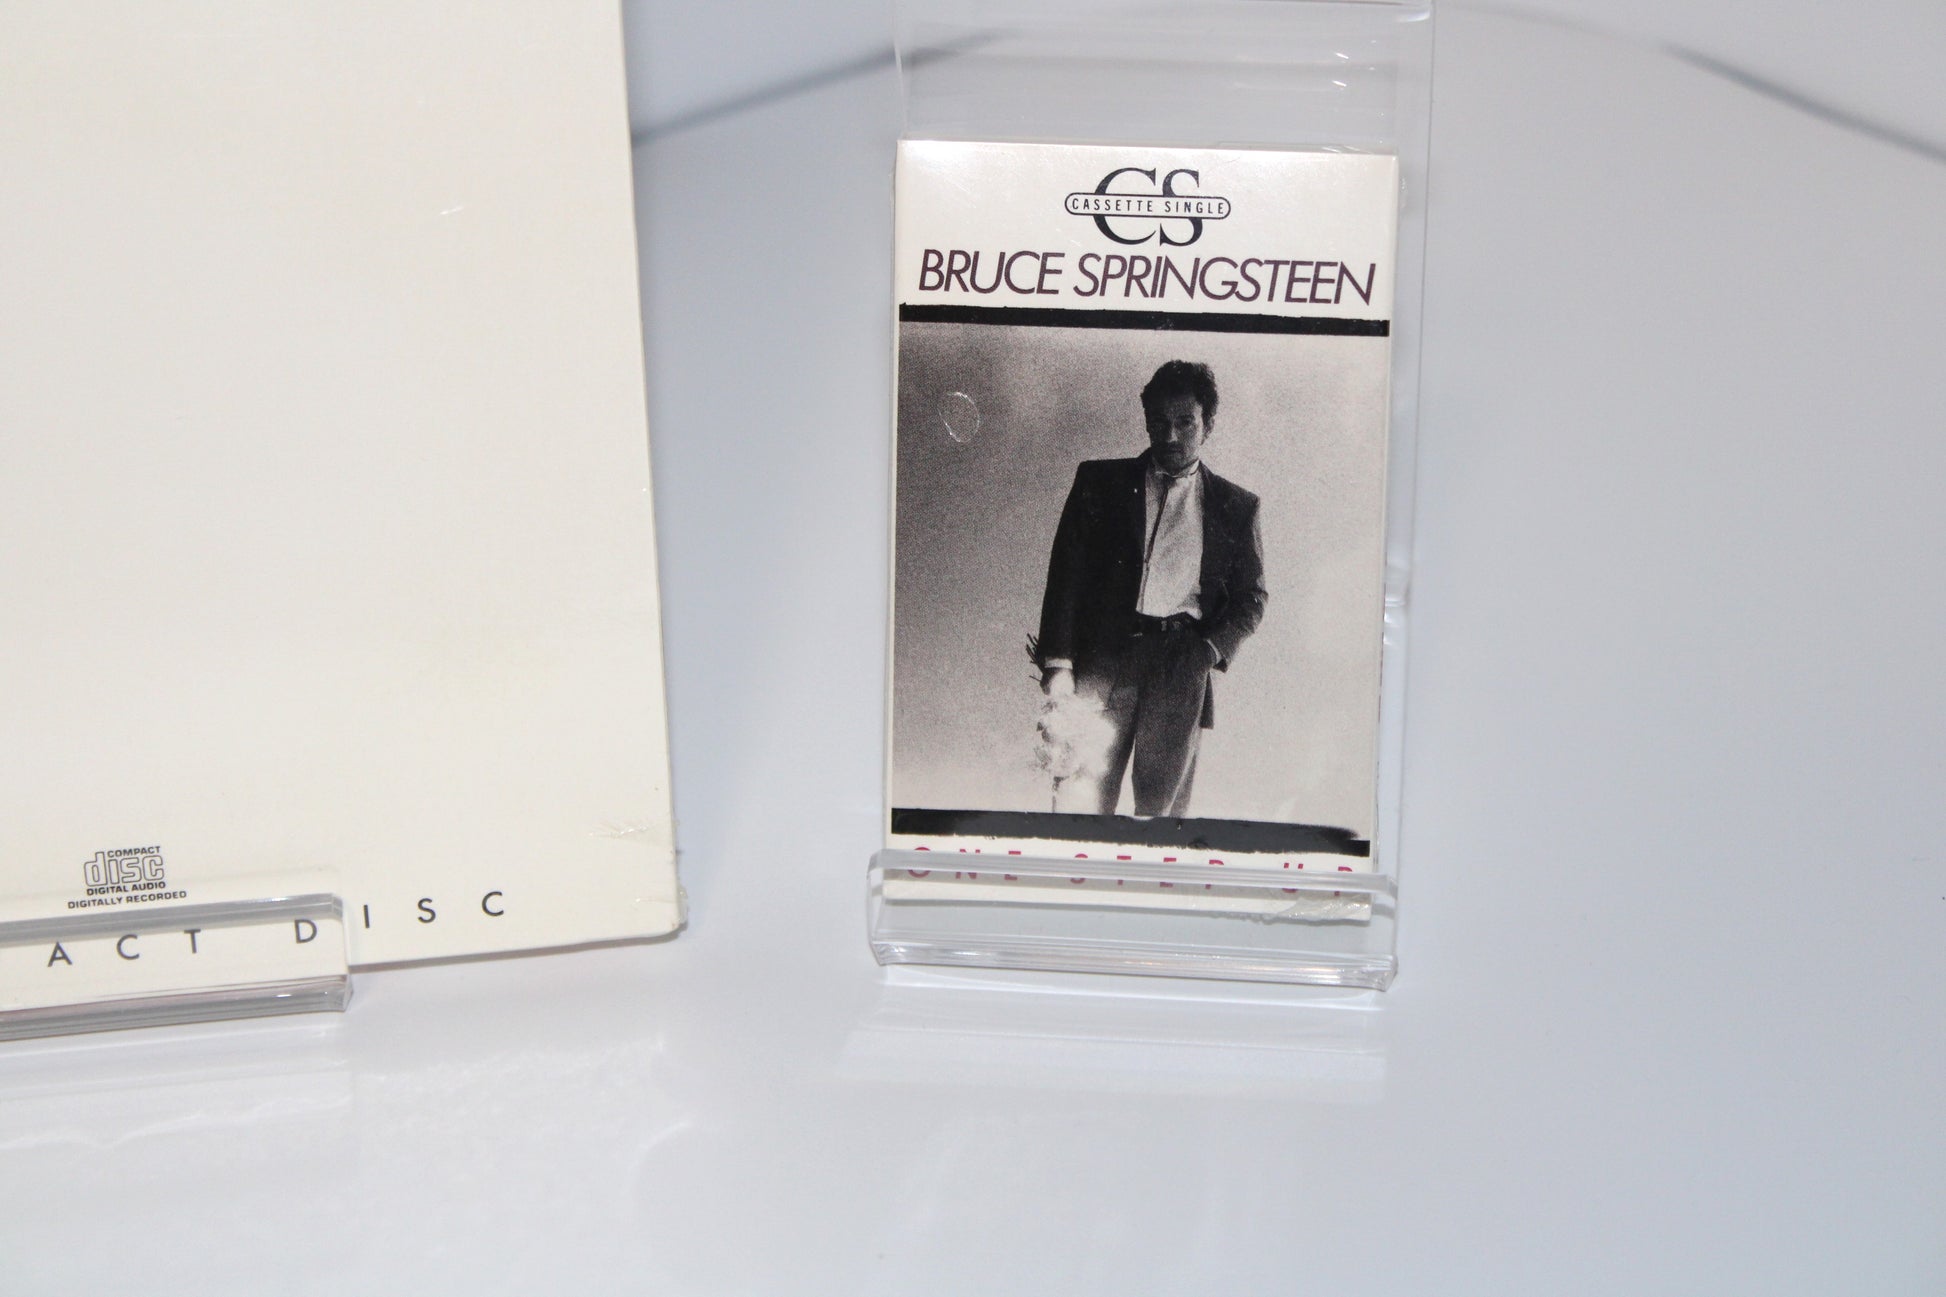 COMPACT
disc
DIGITAL AUDIO
DIGITALLY RECORDED
ACT DISC
CS
CASSETTE SINGLE
BRUCE SPRINGSTEEN
ONE STEP UP